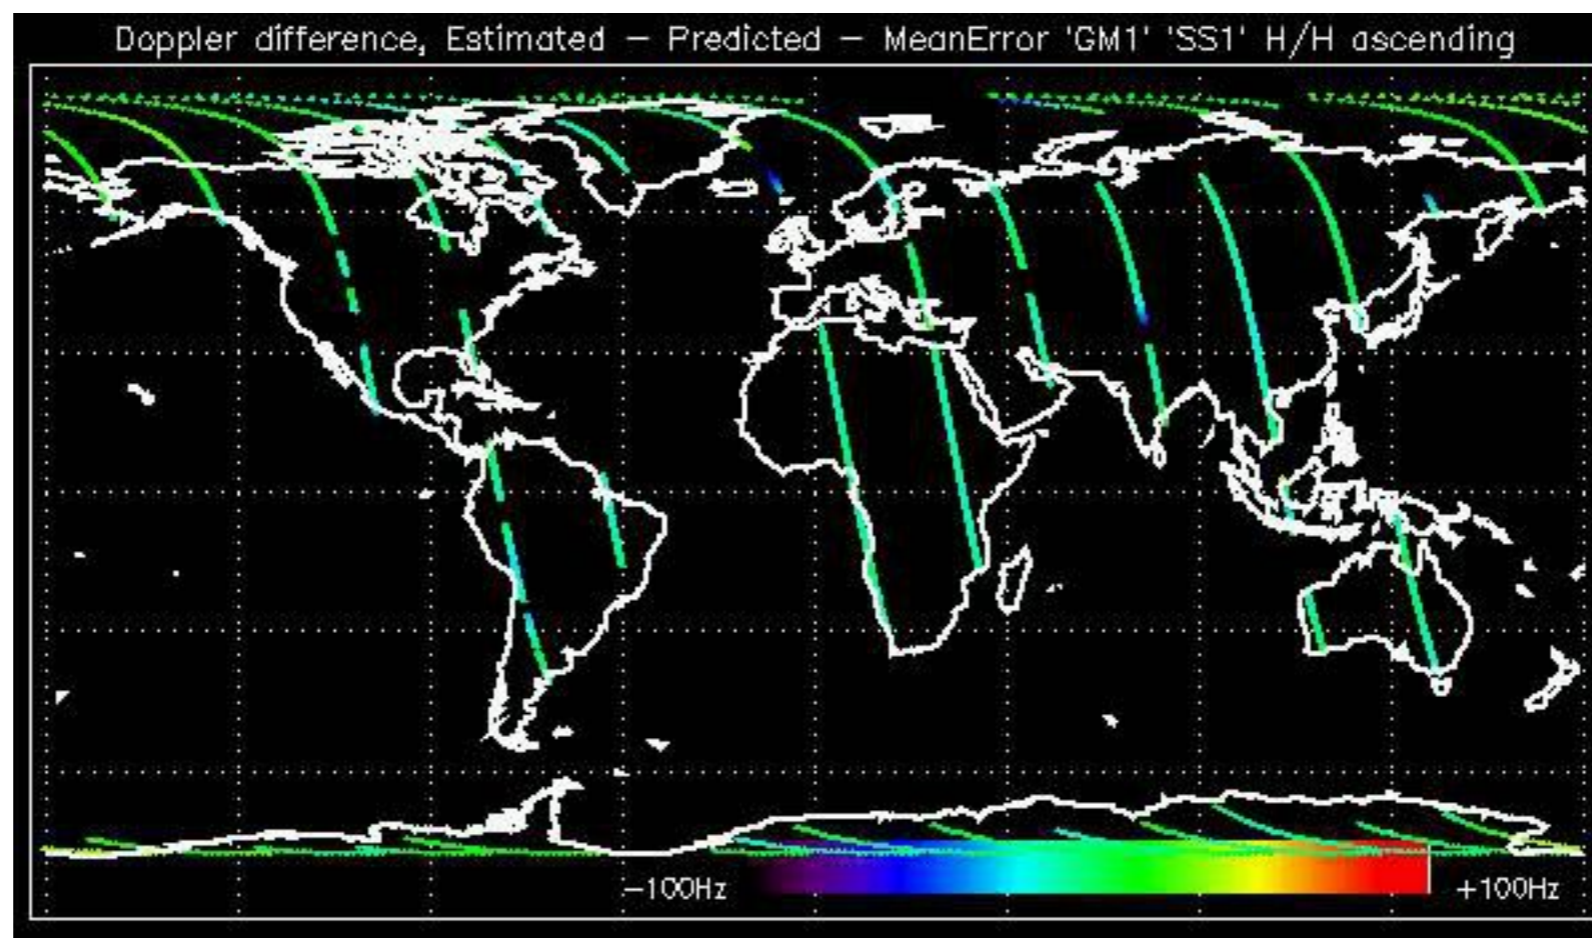 Doppler difference, Estimated − Predicted − MeanError 'GM1' 'SS1' H/H ascending
−100Hz
+100Hz